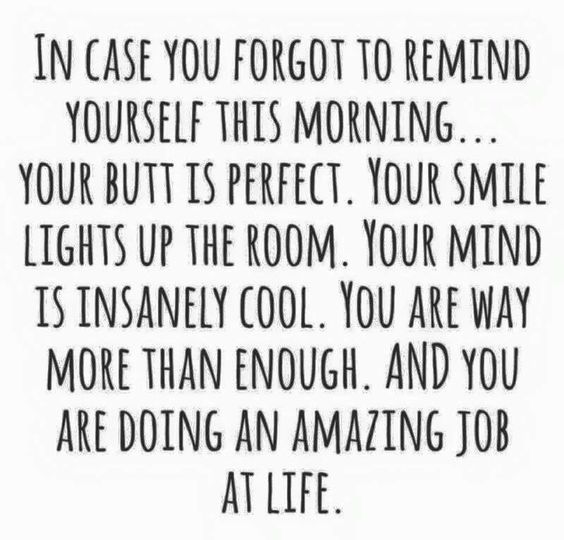 IN CASE YOU FORGOT TO REMIND
YOURSELF THIS MORNING...
YOUR BUTT IS PERFECT. YOUR SMILE
LIGHTS UP THE ROOM. YOUR MIND
IS INSANELY COOL. YOU ARE WAY
MORE THAN ENOUGH. AND YOU
ARE DOING AN AMAZING JOB
AT LIFE.